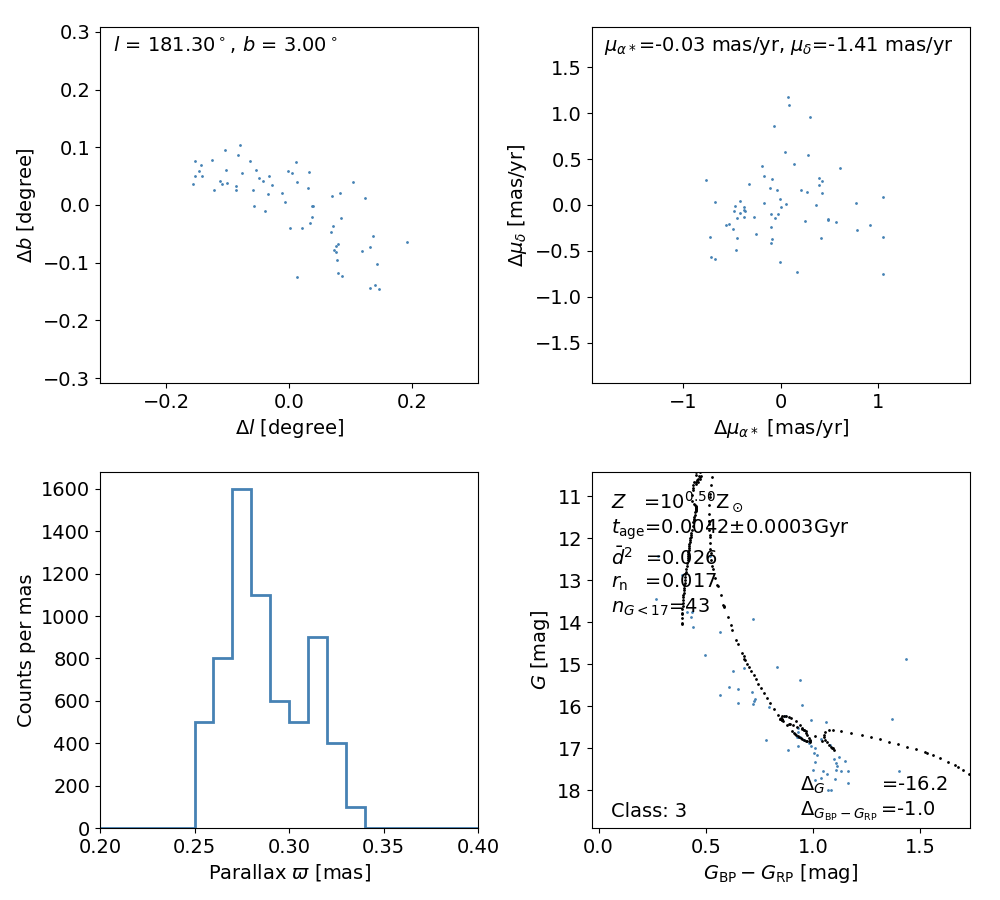 l = 181.30°, b = 3.00°
0.3
0.2
0.1
0.0
−0.1
−0.2
−0.3
Δb [degree]
−0.2 0.0 0.2
Δl [degree]
μα*=-0.03 mas/yr, μδ=-1.41 mas/yr
1.5
1.0
0.5
0.0
−0.5
−1.0
−1.5
Δμδ [mas/yr]
−1 0 1
Δμα* [mas/yr]
1600
1400
1200
1000
800
600
400
200
0
Counts per mas
0.20 0.25 0.30 0.35 0.40
Parallax ϖ [mas]
Z =10^0.50 Z⊙
t_age=0.0042±0.0003Gyr
d̄² =0.026
r_n =0.017
n_G<17=43
11
12
13
14
15
16
17
18
G [mag]
Δ_G =-16.2
Class: 3 Δ_GBP−GRP=-1.0
0.0 0.5 1.0 1.5
G_BP − G_RP [mag]